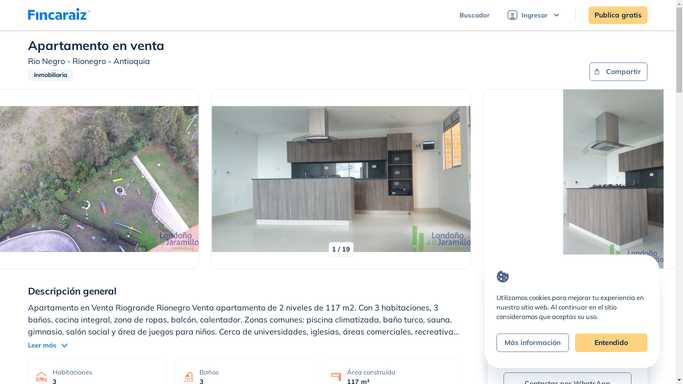 Fincaraiz
Buscador
Ingresar
Publica gratis
Apartamento en venta
Rio Negro - Rionegro - Antioquia
Inmobiliaria
Compartir
Londoño
Jaramillo
Londoño
Jaramillo
1 / 19
Londoño
Descripción general
Apartamento en Venta Riogrande Rionegro Venta apartamento de 2 niveles de 117 m2. Con 3 habitaciones, 3
baños, cocina integral, zona de ropas, balcón, calentador. Zonas comunes: piscina climatizada, baño turco, sauna,
gimnasio, salón social y área de juegos para niños. Cerca de universidades, iglesias, áreas comerciales, recreativa...
Leer más
Habitaciones
3
Baños
3
Área construida
117 m²
Utilizamos cookies para mejorar tu experiencia en
nuestro sitio web. Al continuar en el sitio
consideramos que aceptas su uso.
Más información
Entendido
Contactar por WhatsApp